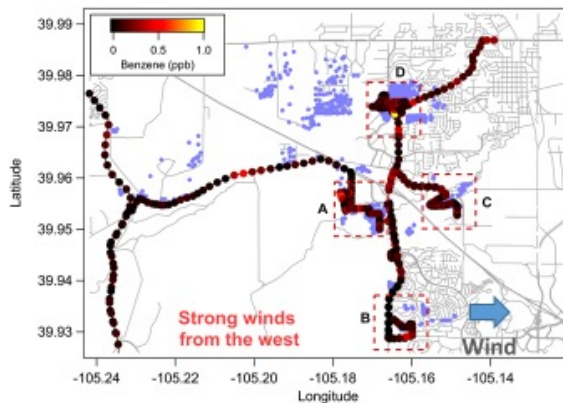 39.99
39.98
39.97
39.96
39.95
39.94
39.93
Latitude
0
0.5
1.0
Benzene (ppb)
D
A
C
B
Strong winds
from the west
Wind
-105.24
-105.22
-105.20
-105.18
-105.16
-105.14
Longitude